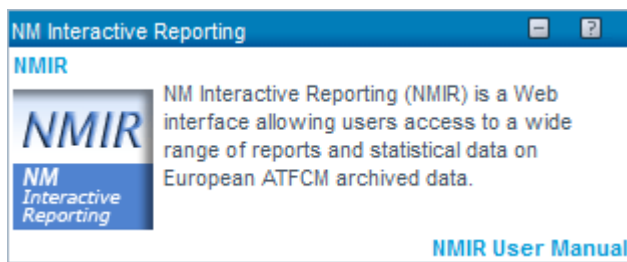 NM Interactive Reporting
NMIR
NMIR
NM
Interactive
Reporting
NM Interactive Reporting (NMIR) is a Web
interface allowing users access to a wide
range of reports and statistical data on
European ATFCM archived data.
NMIR User Manual